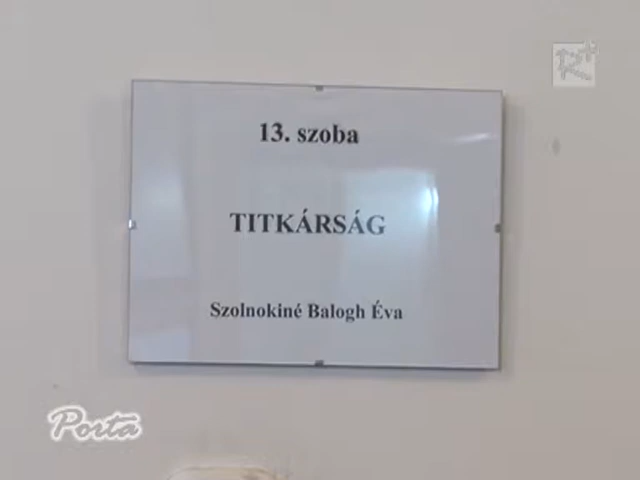 R+
13. szoba
TITKÁRSÁG
Szolnokiné Balogh Éva
Porta